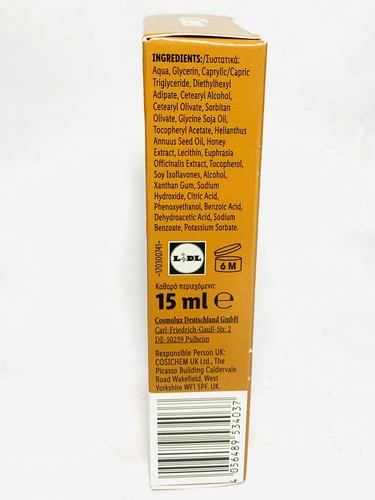 INGREDIENTS:/Συστατικά:
Aqua, Glycerin, Caprylic/Capric
Triglyceride, Diethylhexyl
Adipate, Cetearyl Alcohol,
Cetearyl Olivate, Sorbitan
Olivate, Glycine Soja Oil,
Tocopheryl Acetate, Helianthus
Annuus Seed Oil, Honey
Extract, Lecithin, Euphrasia
Officinalis Extract, Tocopherol,
Soy Isoflavones, Alcohol,
Xanthan Gum, Sodium
Hydroxide, Citric Acid,
Phenoxyethanol, Benzoic Acid,
Dehydroacetic Acid, Sodium
Benzoate, Potassium Sorbate.
-170300741-
LIDL
6 M
Καθαρό περιεχόμενο:
15 ml ℮
Cosmolux Deutschland GmbH
Carl-Friedrich-Gauß-Str. 2
DE-50259 Pulheim
Responsible Person UK:
COSICHEM UK Ltd., The
Picasso Building Caldervale
Road Wakefield, West
Yorkshire WF1 5PF, UK.
4 056489 534037